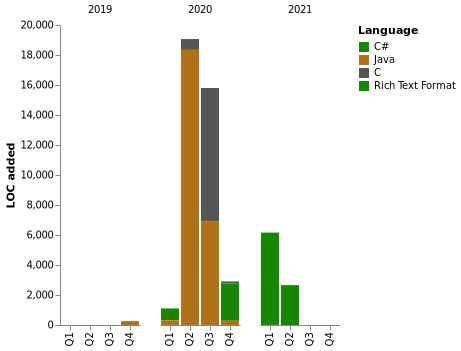 2019 2020 2021
20,000
18,000
16,000
14,000
12,000
10,000
8,000
6,000
4,000
2,000
0
LOC added
Q1 Q2 Q3 Q4 Q1 Q2 Q3 Q4 Q1 Q2 Q3 Q4
Language
C#
Java
C
Rich Text Format